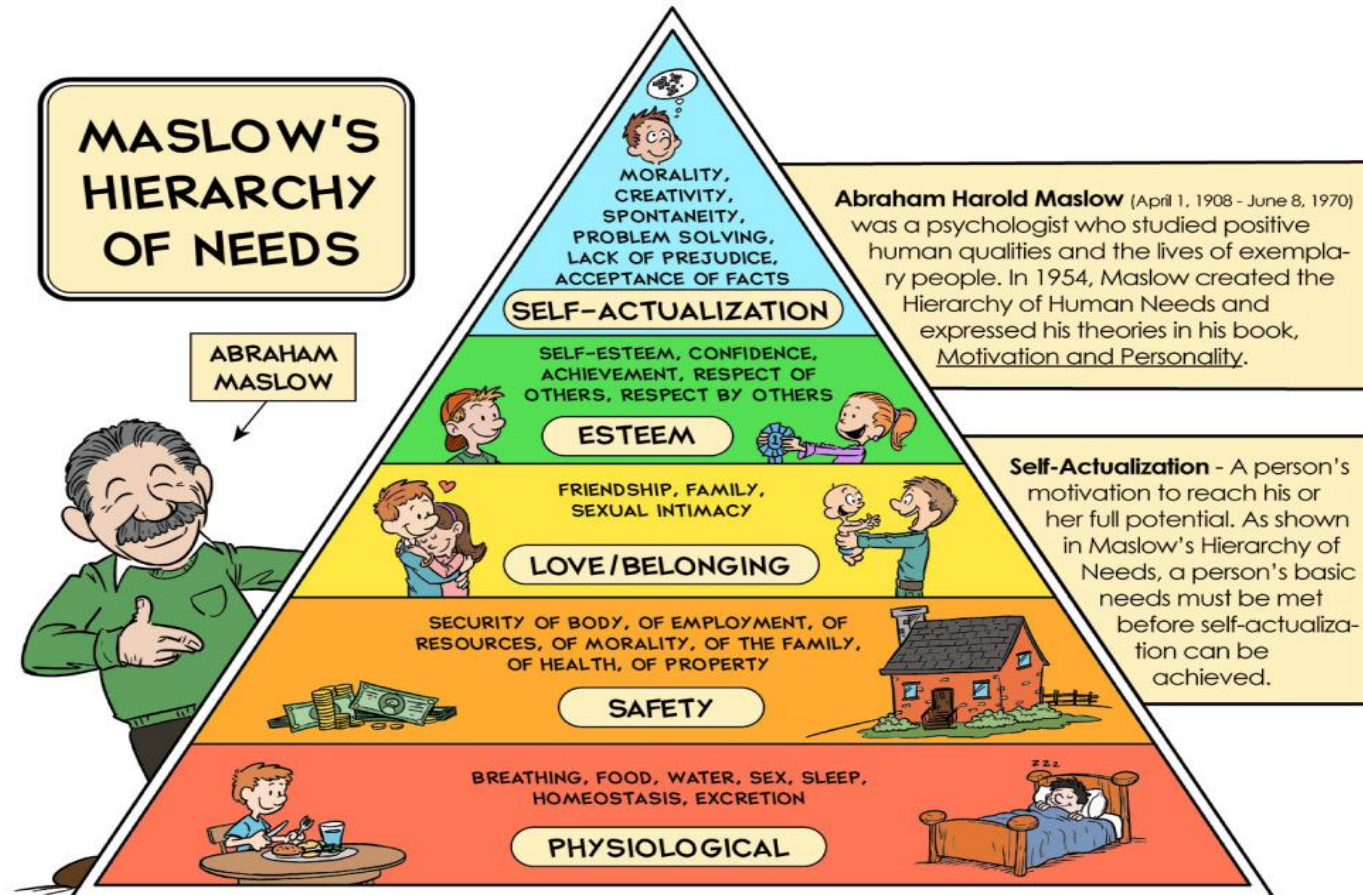 MASLOW'S
HIERARCHY
OF NEEDS
ABRAHAM
MASLOW
MORALITY,
CREATIVITY,
SPONTANEITY,
PROBLEM SOLVING,
LACK OF PREJUDICE,
ACCEPTANCE OF FACTS
SELF-ACTUALIZATION
SELF-ESTEEM, CONFIDENCE,
ACHIEVEMENT, RESPECT OF
OTHERS, RESPECT BY OTHERS
ESTEEM
1
FRIENDSHIP, FAMILY,
SEXUAL INTIMACY
LOVE/BELONGING
SECURITY OF BODY, OF EMPLOYMENT, OF
RESOURCES, OF MORALITY, OF THE FAMILY,
OF HEALTH, OF PROPERTY
SAFETY
BREATHING, FOOD, WATER, SEX, SLEEP,
HOMEOSTASIS, EXCRETION
ZZZ
PHYSIOLOGICAL
Abraham Harold Maslow (April 1, 1908 - June 8, 1970)
was a psychologist who studied positive
human qualities and the lives of exempla-
ry people. In 1954, Maslow created the
Hierarchy of Human Needs and
expressed his theories in his book,
Motivation and Personality.
Self-Actualization - A person's
motivation to reach his or
her full potential. As shown
in Maslow's Hierarchy of
Needs, a person's basic
needs must be met
before self-actualiza-
tion can be
achieved.